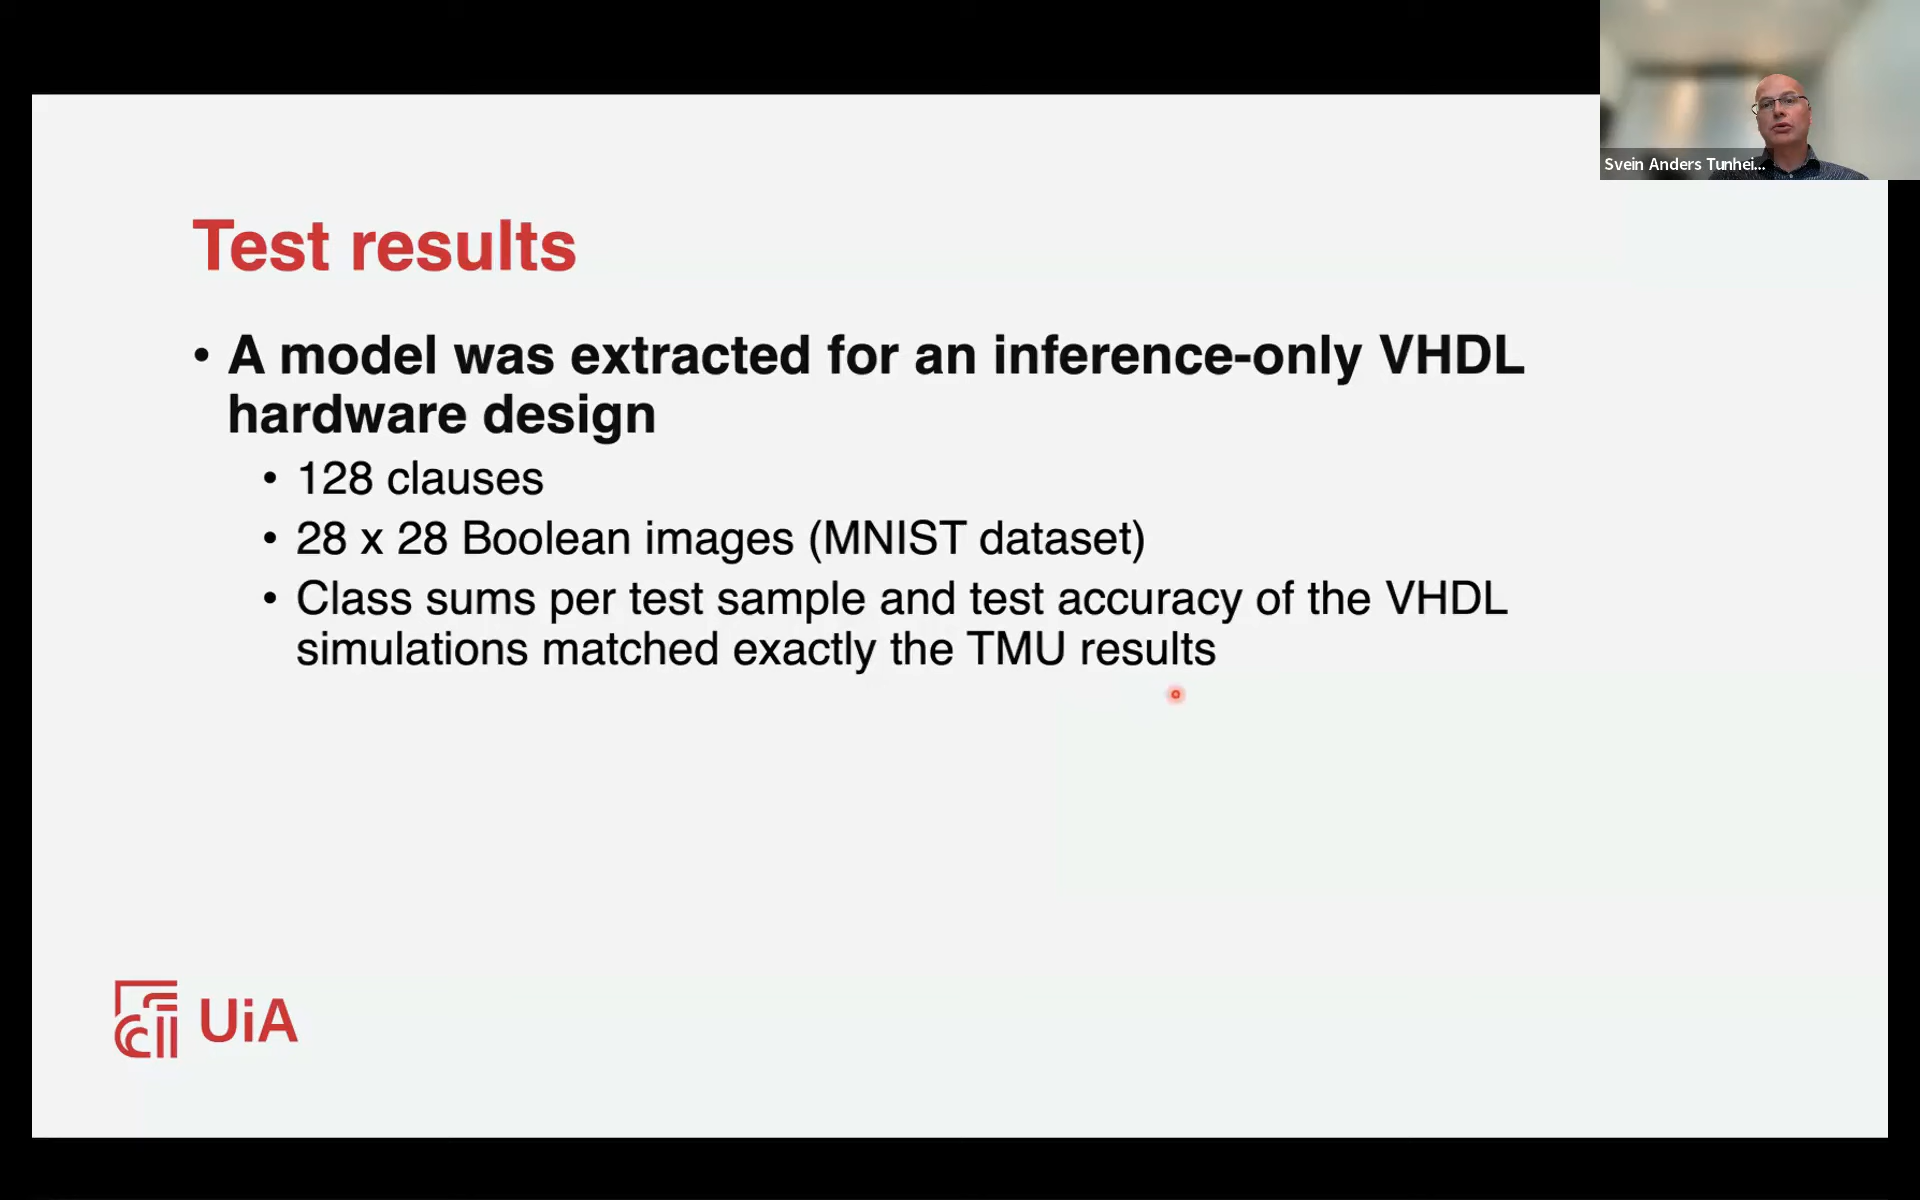 Svein Anders Tunhei...
Test results
• A model was extracted for an inference-only VHDL
hardware design
• 128 clauses
• 28 x 28 Boolean images (MNIST dataset)
• Class sums per test sample and test accuracy of the VHDL
simulations matched exactly the TMU results
UiA